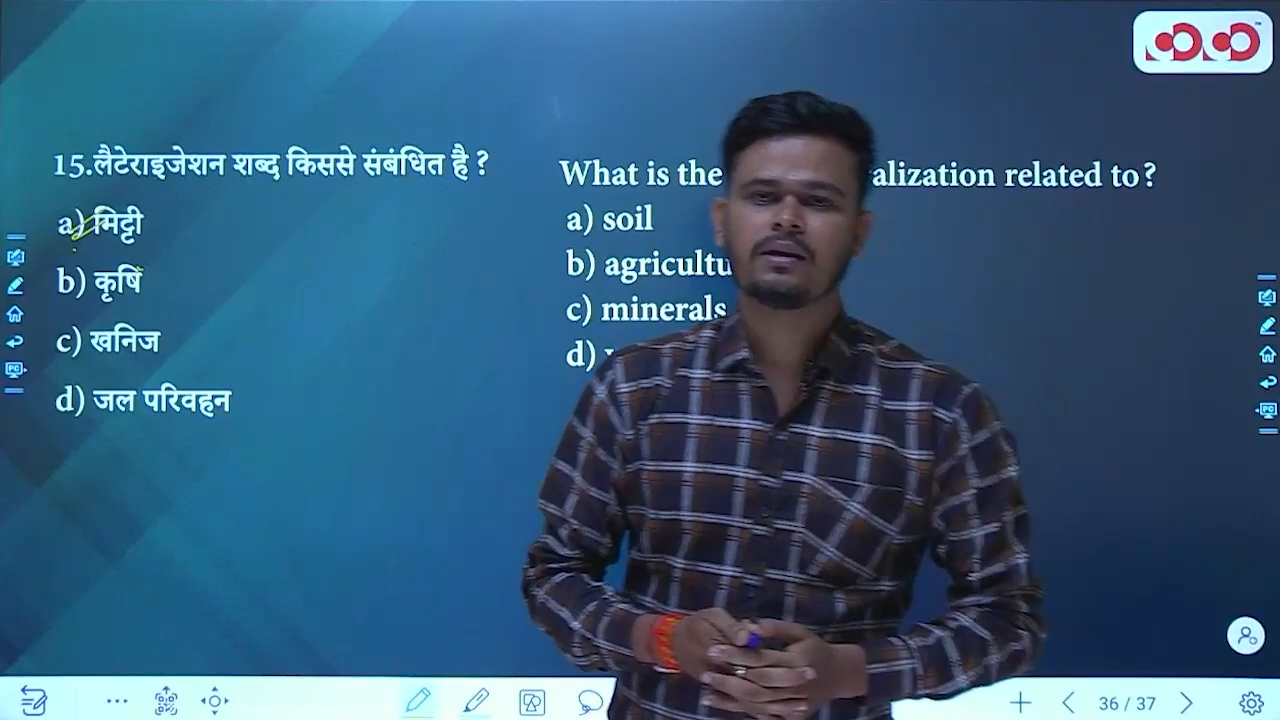 15.लैटेराइजेशन शब्द किससे संबंधित है ?
a) मिट्टी
b) कृषि
c) खनिज
d) जल परिवहन
What is the alization related to ?
a) soil
b) agricultu
c) minerals
d)
36 / 37